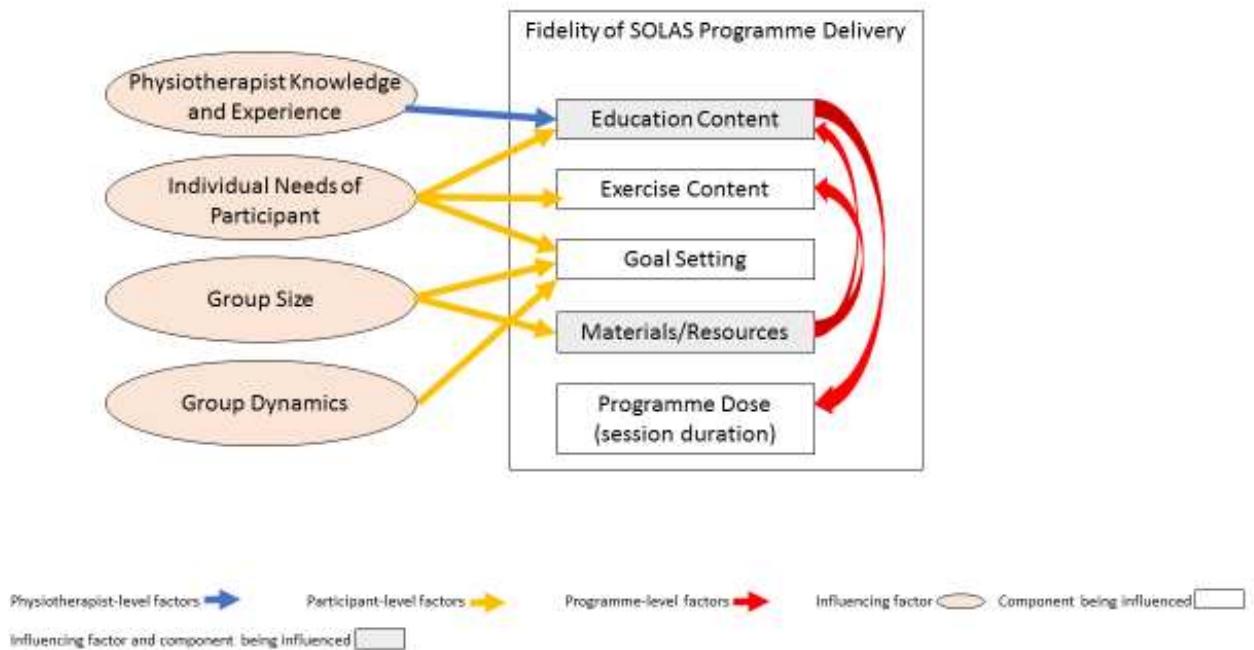 Fidelity of SOLAS Programme Delivery
Physiotherapist Knowledge
and Experience
Education Content
Individual Needs of
Participant
Exercise Content
Goal Setting
Group Size
Materials/Resources
Group Dynamics
Programme Dose
(session duration)
Physiotherapist-level factors
Participant-level factors
Programme-level factors
Influencing factor
Component being influenced
Influencing factor and component being influenced